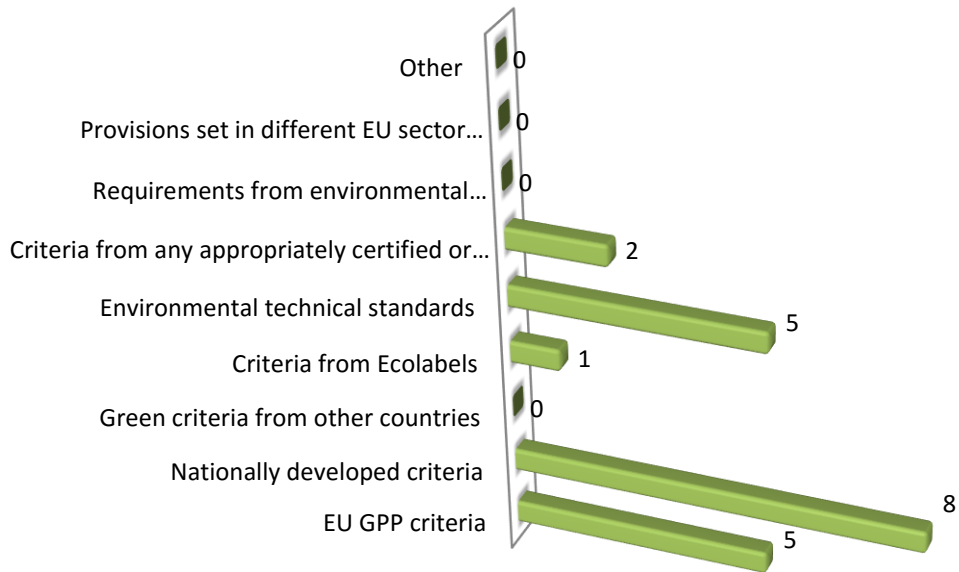 Other 0
Provisions set in different EU sector… 0
Requirements from environmental… 0
Criteria from any appropriately certified or… 2
Environmental technical standards 5
Criteria from Ecolabels 1
Green criteria from other countries 0
Nationally developed criteria 8
EU GPP criteria 5